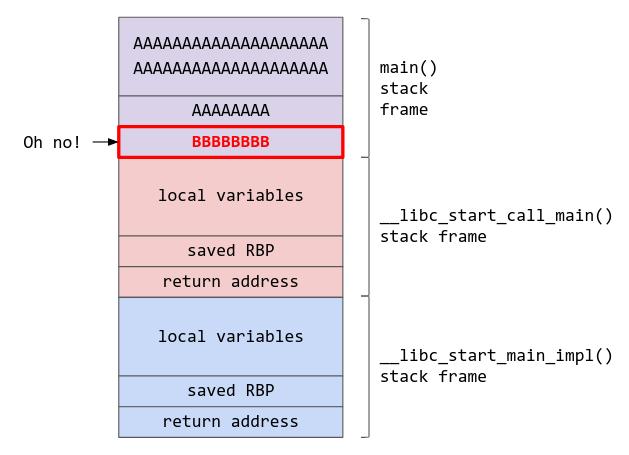 AAAAAAAAAAAAAAAAAAAA
AAAAAAAAAAAAAAAAAAAA
main()
stack
frame
AAAAAAAA
Oh no!
BBBBBBBB
local variables
__libc_start_call_main()
stack frame
saved RBP
return address
local variables
__libc_start_main_impl()
stack frame
saved RBP
return address